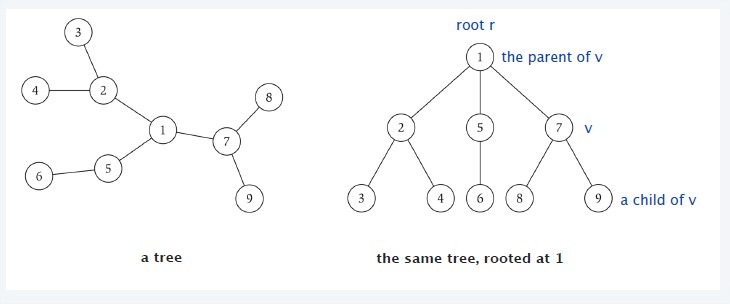 3
4
2
8
1
7
5
6
9
a tree
root r
1 the parent of v
2 5 7 v
3 4 6 8 9 a child of v
the same tree, rooted at 1